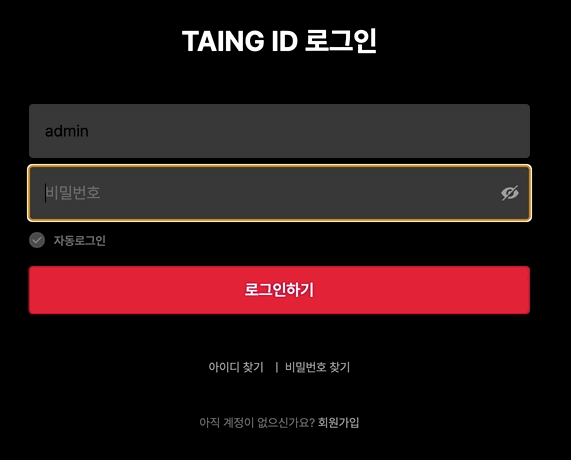 TAING ID 로그인
admin
비밀번호
자동로그인
로그인하기
아이디 찾기 | 비밀번호 찾기
아직 계정이 없으신가요? 회원가입